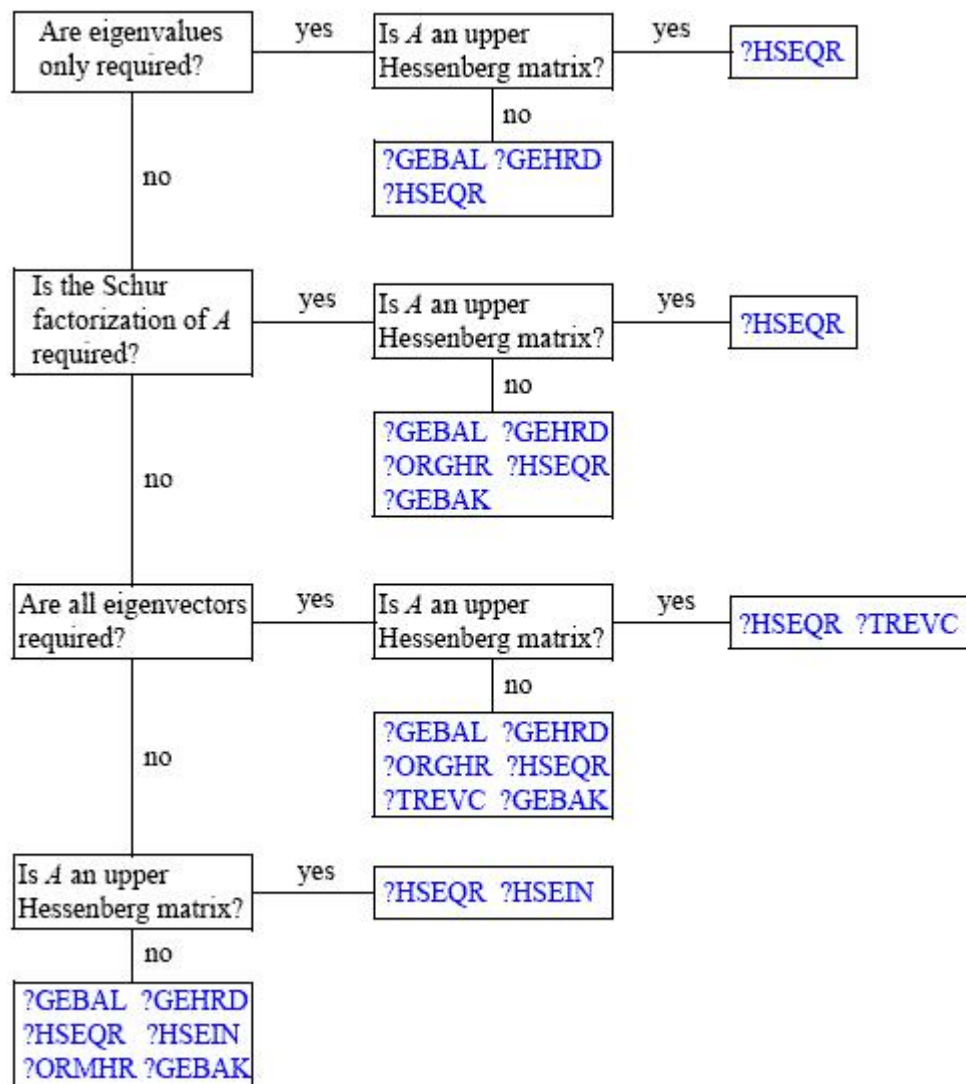 Are eigenvalues
only required?
yes
Is A an upper
Hessenberg matrix?
yes
?HSEQR
no
?GEBAL ?GEHRD
?HSEQR
no
Is the Schur
factorization of A
required?
yes
Is A an upper
Hessenberg matrix?
yes
?HSEQR
no
?GEBAL ?GEHRD
?ORGHR ?HSEQR
?GEBAK
no
Are all eigenvectors
required?
yes
Is A an upper
Hessenberg matrix?
yes
?HSEQR ?TREVC
no
?GEBAL ?GEHRD
?ORGHR ?HSEQR
?TREVC ?GEBAK
no
Is A an upper
Hessenberg matrix?
yes
?HSEQR ?HSEIN
no
?GEBAL ?GEHRD
?HSEQR ?HSEIN
?ORMHR ?GEBAK